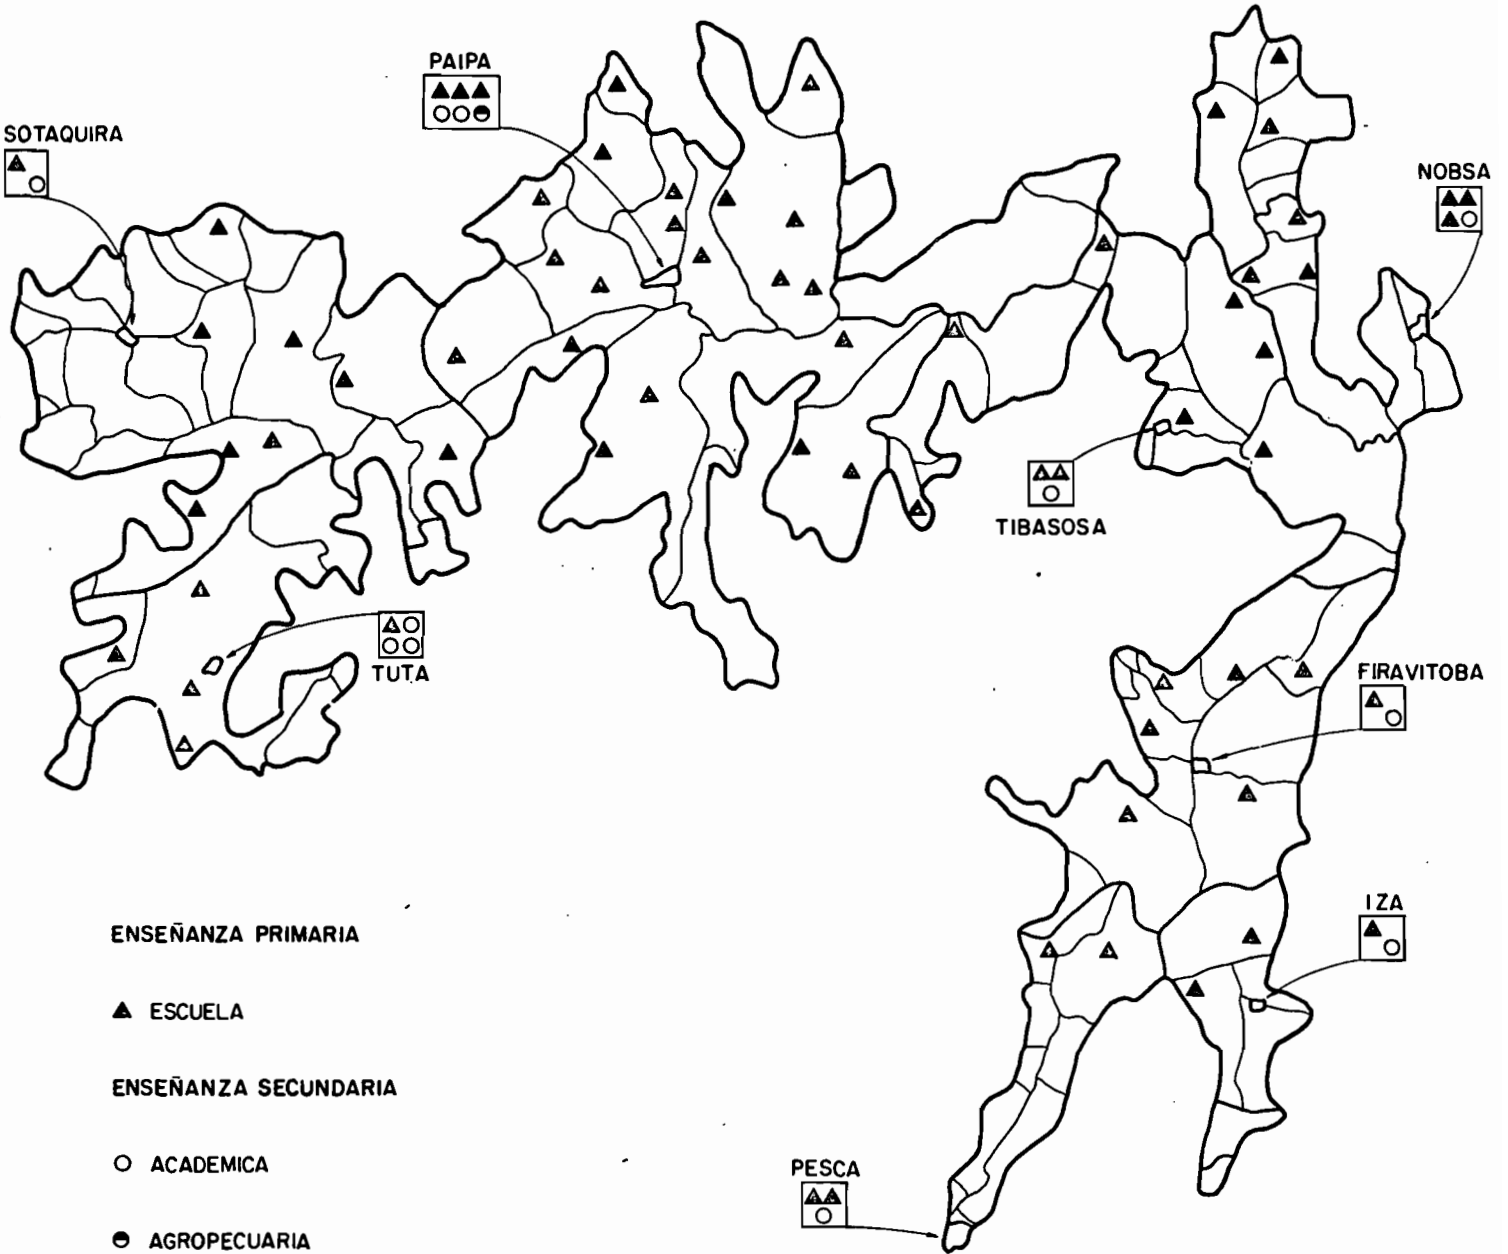 PAIPA
SOTAQUIRA
NOBSA
TIBASOSA
TUTA
FIRAVITOBA
IZA
PESCA
ENSEÑANZA PRIMARIA
ESCUELA
ENSEÑANZA SECUNDARIA
ACADEMICA
AGROPECUARIA